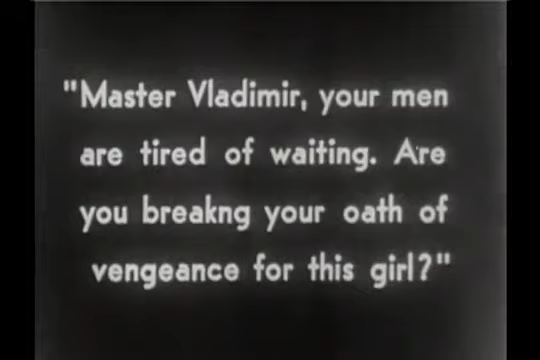 "Master Vladimir, your men
are tired of waiting. Are
you breakng your oath of
vengeance for this girl?"